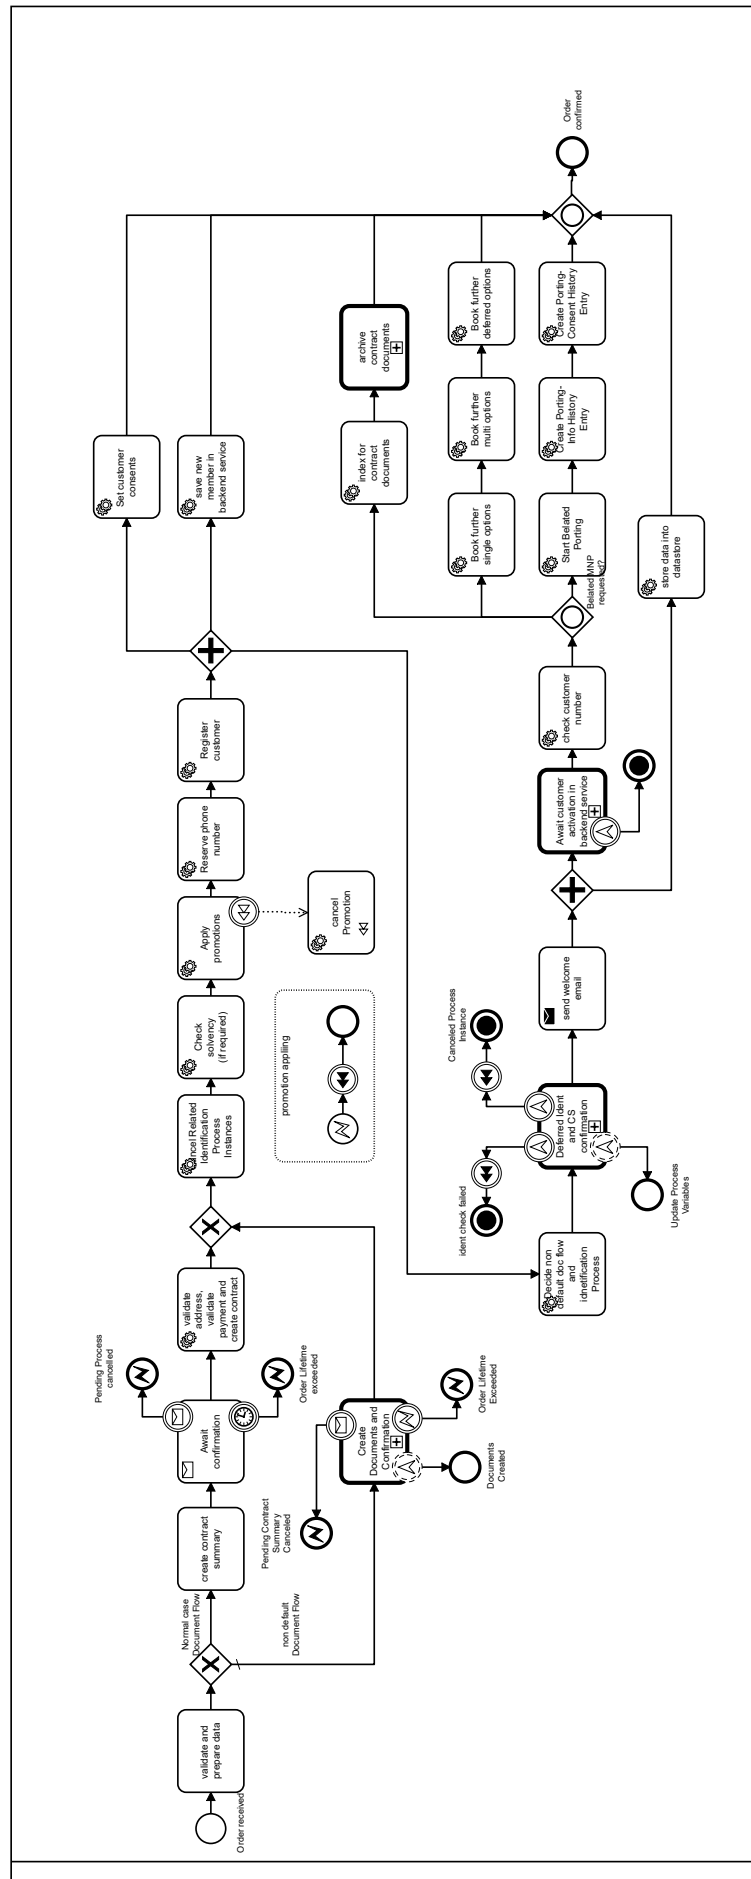 Order received
validate and
prepare data
Normal case
Document Flow
non default
Document Flow
create contract
summary
Await
confirmation
Pending Process
cancelled
Order Lifetime
exceeded
Pending Contract
Summary
Canceled
Create
Documents and
Confirmation
Documents
Created
Order Lifetime
Exceeded
validate
address,
validate
payment and
create contract
ncel Related
Identification
Process
Instances
Check
solvency
(if required)
Apply
promotions
cancel
Promotion
promotion appliing
Reserve phone
number
Register
customer
Set customer
consents
save new
member in
backend service
Decide non
default doc flow
and
idnetification
Process
Deferred Ident
and CS
confirmation
ident check failed
Canceled Process
Instance
Update Process
Variables
send welcome
email
Await customer
activation in
backend service
check customer
number
Belated MNP
requested?
store data into
datastore
index for
contract
documents
archive
contract
documents
Book further
single options
Book further
multi options
Book further
deferred options
Start Belated
Porting
Create Porting-
Info History
Entry
Create Porting-
Consent History
Entry
Order
confirmed